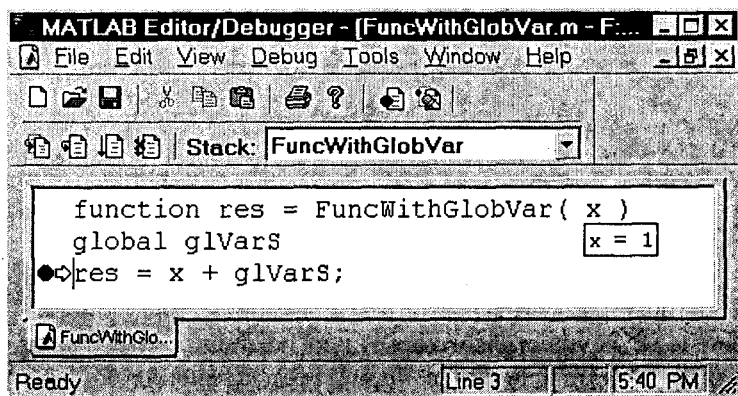 MATLAB Editor/Debugger - [FuncWithGlobVar.m - F:...
File Edit View Debug Tools Window Help
Stack: FuncWithGlobVar
function res = FuncWithGlobVar( x )
global glVarS
x = 1
res = x + glVarS;
FuncWithGlo...
Ready Line 3 5:40 PM